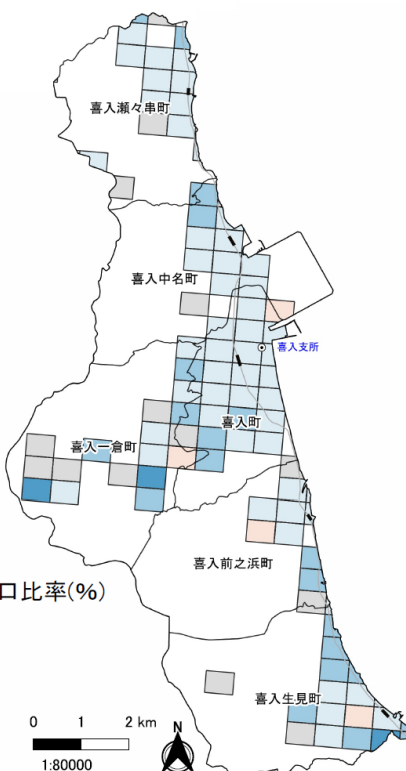 喜入瀬々串町
喜入中名町
喜入支所
喜入町
喜入一倉町
喜入前之浜町
口比率(%)
喜入生見町
0 1 2 km
N
1:80000